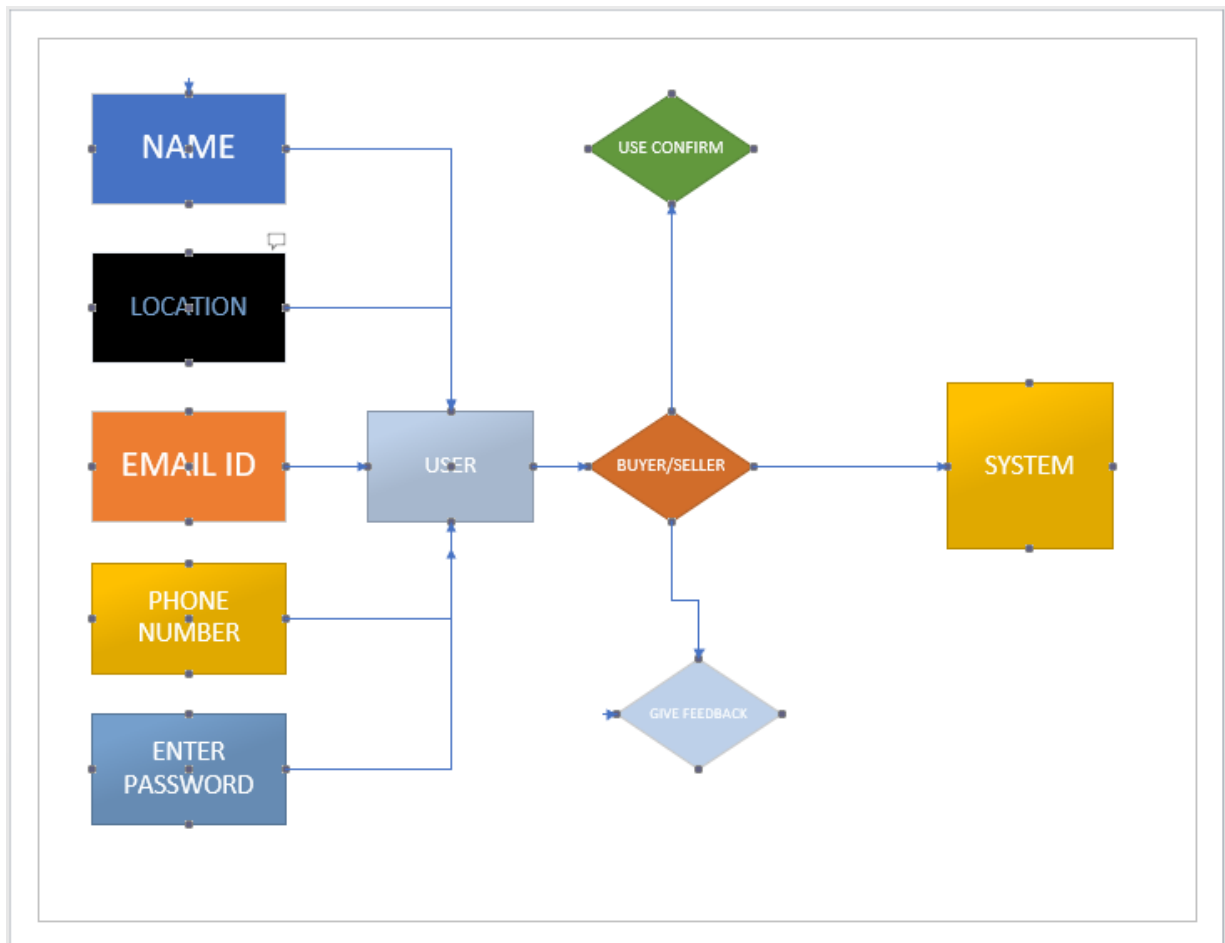 NAME
USE CONFIRM
LOCATION
EMAIL ID
USER
BUYER/SELLER
SYSTEM
PHONE
NUMBER
GIVE FEEDBACK
ENTER
PASSWORD